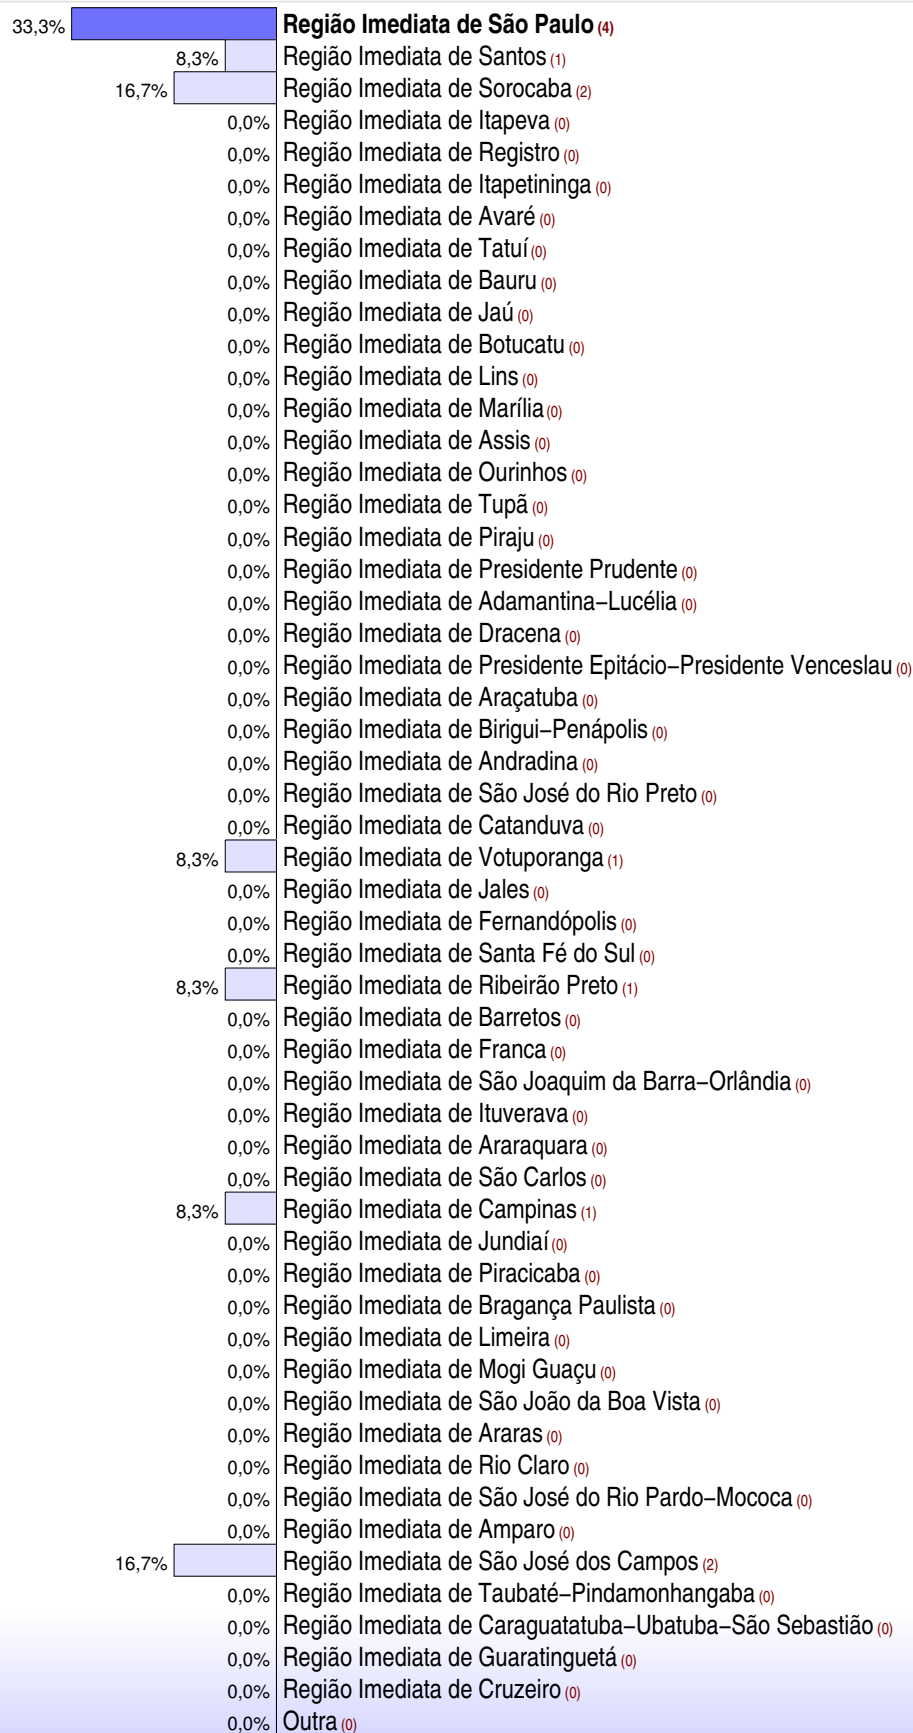 33,3% Região Imediata de São Paulo (4)
8,3% Região Imediata de Santos (1)
16,7% Região Imediata de Sorocaba (2)
0,0% Região Imediata de Itapeva (0)
0,0% Região Imediata de Registro (0)
0,0% Região Imediata de Itapetininga (0)
0,0% Região Imediata de Avaré (0)
0,0% Região Imediata de Tatuí (0)
0,0% Região Imediata de Bauru (0)
0,0% Região Imediata de Jaú (0)
0,0% Região Imediata de Botucatu (0)
0,0% Região Imediata de Lins (0)
0,0% Região Imediata de Marília (0)
0,0% Região Imediata de Assis (0)
0,0% Região Imediata de Ourinhos (0)
0,0% Região Imediata de Tupã (0)
0,0% Região Imediata de Piraju (0)
0,0% Região Imediata de Presidente Prudente (0)
0,0% Região Imediata de Adamantina−Lucélia (0)
0,0% Região Imediata de Dracena (0)
0,0% Região Imediata de Presidente Epitácio−Presidente Venceslau (0)
0,0% Região Imediata de Araçatuba (0)
0,0% Região Imediata de Birigui−Penápolis (0)
0,0% Região Imediata de Andradina (0)
0,0% Região Imediata de São José do Rio Preto (0)
0,0% Região Imediata de Catanduva (0)
8,3% Região Imediata de Votuporanga (1)
0,0% Região Imediata de Jales (0)
0,0% Região Imediata de Fernandópolis (0)
0,0% Região Imediata de Santa Fé do Sul (0)
8,3% Região Imediata de Ribeirão Preto (1)
0,0% Região Imediata de Barretos (0)
0,0% Região Imediata de Franca (0)
0,0% Região Imediata de São Joaquim da Barra−Orlândia (0)
0,0% Região Imediata de Ituverava (0)
0,0% Região Imediata de Araraquara (0)
0,0% Região Imediata de São Carlos (0)
8,3% Região Imediata de Campinas (1)
0,0% Região Imediata de Jundiaí (0)
0,0% Região Imediata de Piracicaba (0)
0,0% Região Imediata de Bragança Paulista (0)
0,0% Região Imediata de Limeira (0)
0,0% Região Imediata de Mogi Guaçu (0)
0,0% Região Imediata de São João da Boa Vista (0)
0,0% Região Imediata de Araras (0)
0,0% Região Imediata de Rio Claro (0)
0,0% Região Imediata de São José do Rio Pardo−Mococa (0)
0,0% Região Imediata de Amparo (0)
16,7% Região Imediata de São José dos Campos (2)
0,0% Região Imediata de Taubaté−Pindamonhangaba (0)
0,0% Região Imediata de Caraguatatuba−Ubatuba−São Sebastião (0)
0,0% Região Imediata de Guaratinguetá (0)
0,0% Região Imediata de Cruzeiro (0)
0,0% Outra (0)